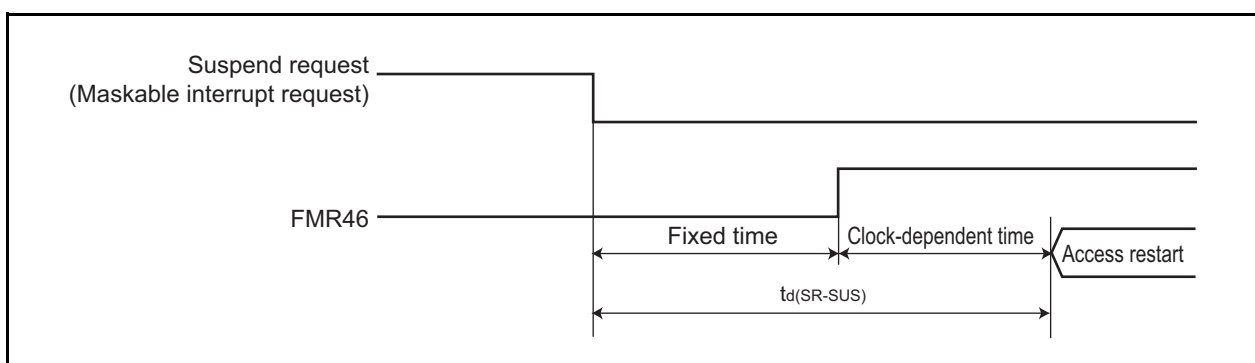 Suspend request
(Maskable interrupt request)
FMR46
Fixed time
Clock-dependent time
Access restart
td(SR-SUS)